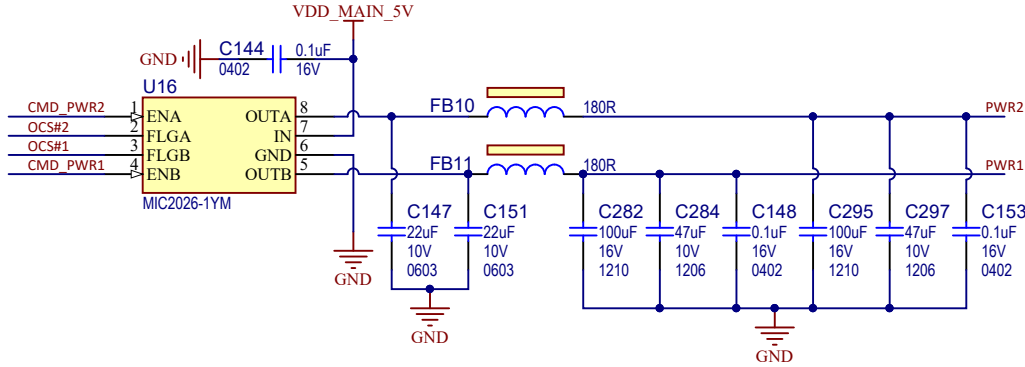 VDD_MAIN_5V
GND
C144
0402
0.1uF
16V
U16
CMD_PWR2
OCS#2
OCS#1
CMD_PWR1
1
2
3
4
ENA
FLGA
FLGB
ENB
OUTA
IN
GND
OUTB
8
7
6
5
MIC2026-1YM
FB10
180R
PWR2
FB11
180R
PWR1
C147
22uF
10V
0603
C151
22uF
10V
0603
C282
100uF
16V
1210
C284
47uF
10V
1206
C148
0.1uF
16V
0402
C295
100uF
16V
1210
C297
47uF
10V
1206
C153
0.1uF
16V
0402
GND
GND
GND